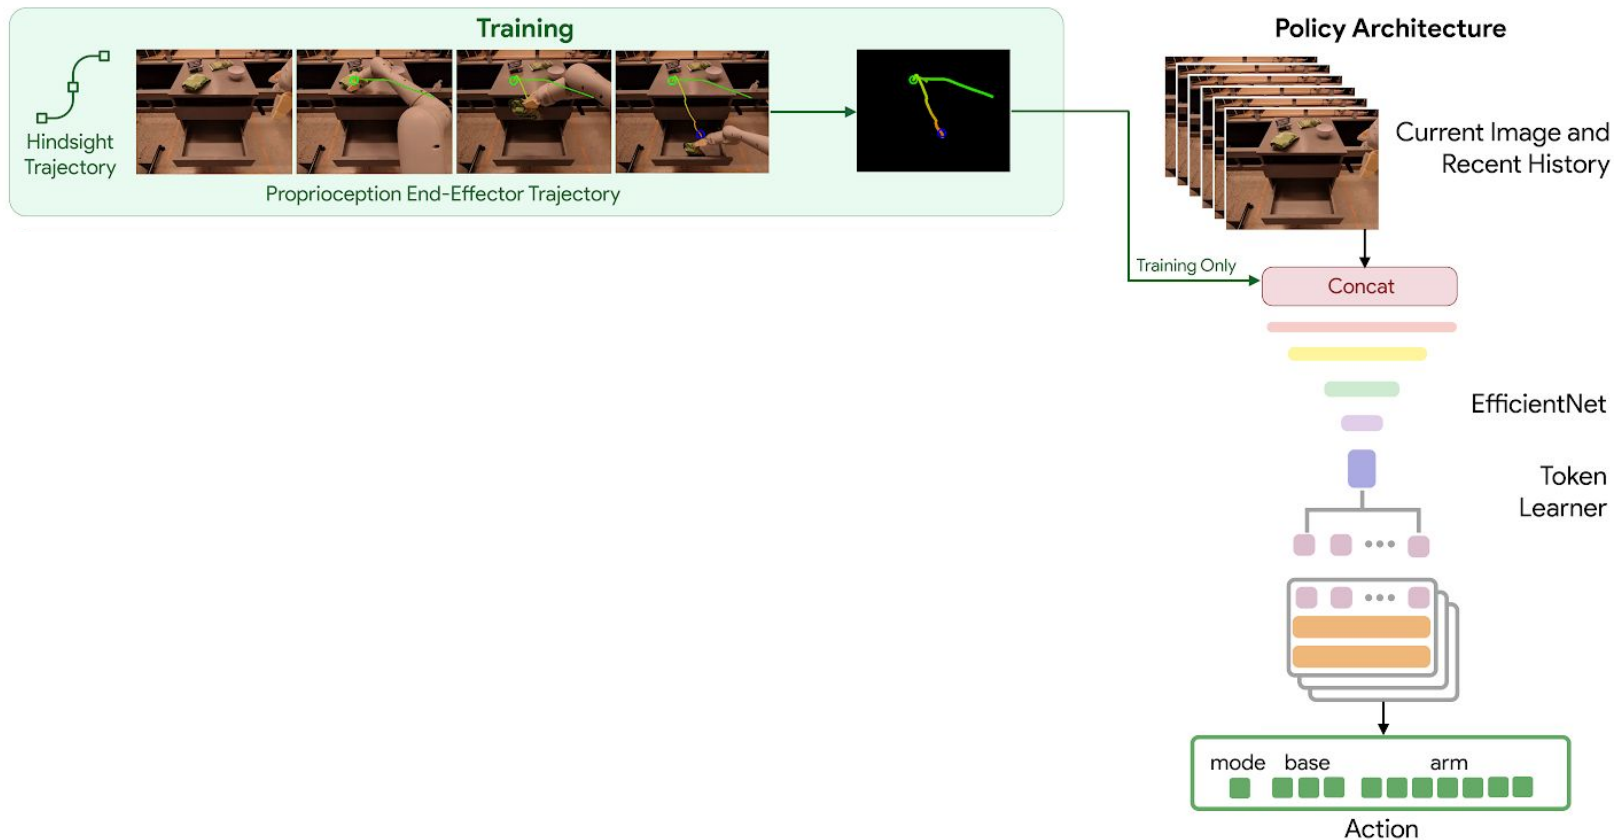 Training
Hindsight
Trajectory
Proprioception End-Effector Trajectory
Policy Architecture
Current Image and
Recent History
Training Only
Concat
EfficientNet
Token
Learner
mode base arm
Action